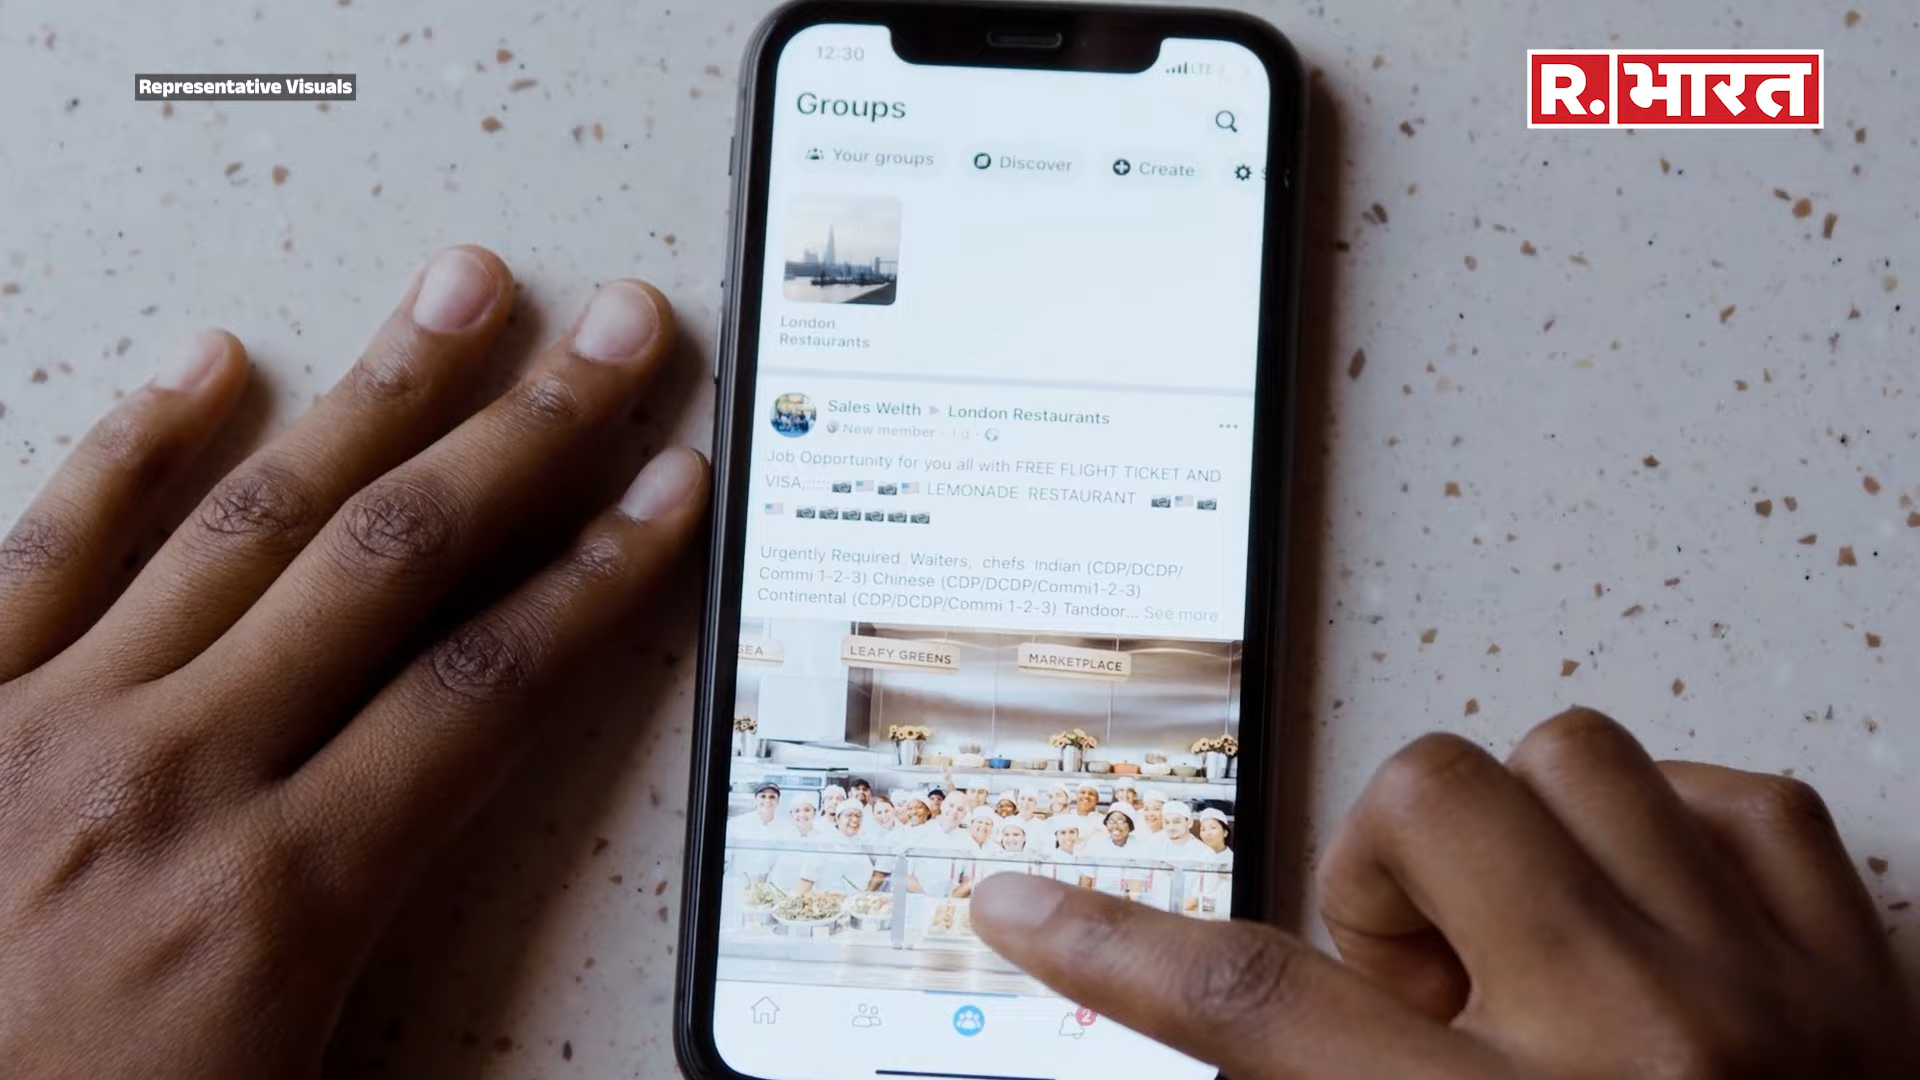 Representative Visuals
R. भारत
12:30
LTE
Groups
Your groups
Discover
Create
London
Restaurants
Sales Welth ▶ London Restaurants
New member · 1 d ·
Job Opportunity for you all with FREE FLIGHT TICKET AND
VISA,::::: LEMONADE RESTAURANT
Urgently Required Waiters, chefs Indian (CDP/DCDP/
Commi 1-2-3) Chinese (CDP/DCDP/Commi1-2-3)
Continental (CDP/DCDP/Commi 1-2-3) Tandoor... See more
SEA
LEAFY GREENS
MARKETPLACE
2